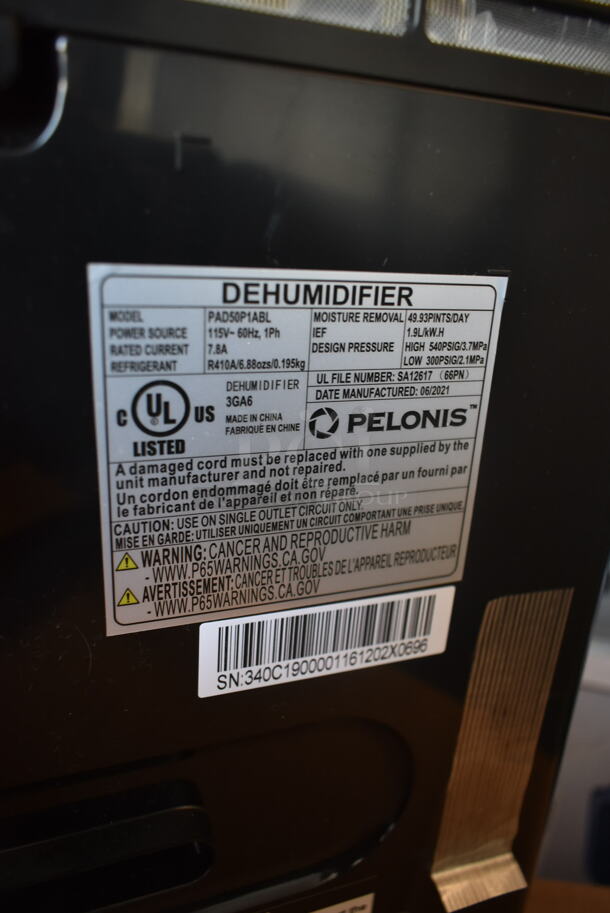 DEHUMIDIFIER
MODEL PAD50P1ABL MOISTURE REMOVAL 49.93PINTS/DAY
POWER SOURCE 115V~ 60Hz, 1Ph IEF 1.9L/kW.H
RATED CURRENT 7.8A DESIGN PRESSURE HIGH 540PSIG/3.7MPa
REFRIGERANT R410A/6.88ozs/0.195kg LOW 300PSIG/2.1MPa
UL FILE NUMBER: SA12617 (66PN)
DATE MANUFACTURED: 06/2021
C UL US
LISTED
DEHUMIDIFIER
3GA6
MADE IN CHINA
FABRIQUÉ EN CHINE
PELONIS™
A damaged cord must be replaced with one supplied by the
unit manufacturer and not repaired.
Un cordon endommagé doit être remplacé par un fourni par
le fabricant de l'appareil et non réparé.
CAUTION: USE ON SINGLE OUTLET CIRCUIT ONLY.
MISE EN GARDE: UTILISER UNIQUEMENT UN CIRCUIT COMPORTANT UNE PRISE UNIQUE.
WARNING: CANCER AND REPRODUCTIVE HARM
- WWW.P65WARNINGS.CA.GOV
AVERTISSEMENT: CANCER ET TROUBLES DE L'APPAREIL REPRODUCTEUR
- WWW.P65WARNINGS.CA.GOV
SN:340C1900001161202X0696
GROUP